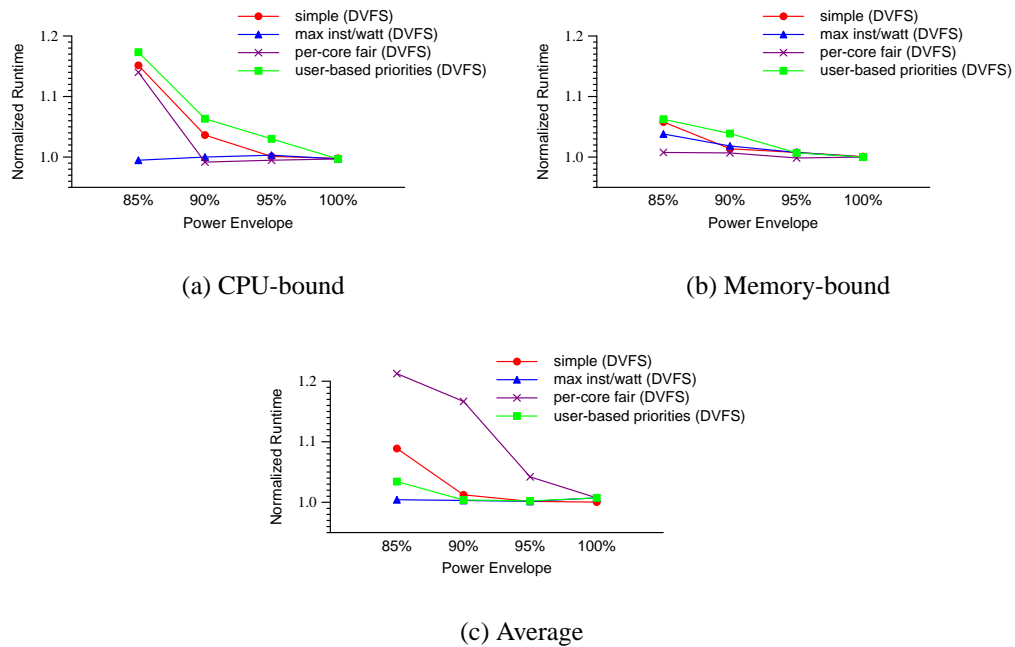 simple (DVFS)
max inst/watt (DVFS)
per-core fair (DVFS)
user-based priorities (DVFS)
1.2
1.1
1.0
Normalized Runtime
85% 90% 95% 100%
Power Envelope
(a) CPU-bound
simple (DVFS)
max inst/watt (DVFS)
per-core fair (DVFS)
user-based priorities (DVFS)
1.2
1.1
1.0
Normalized Runtime
85% 90% 95% 100%
Power Envelope
(b) Memory-bound
simple (DVFS)
max inst/watt (DVFS)
per-core fair (DVFS)
user-based priorities (DVFS)
1.2
1.1
1.0
Normalized Runtime
85% 90% 95% 100%
Power Envelope
(c) Average